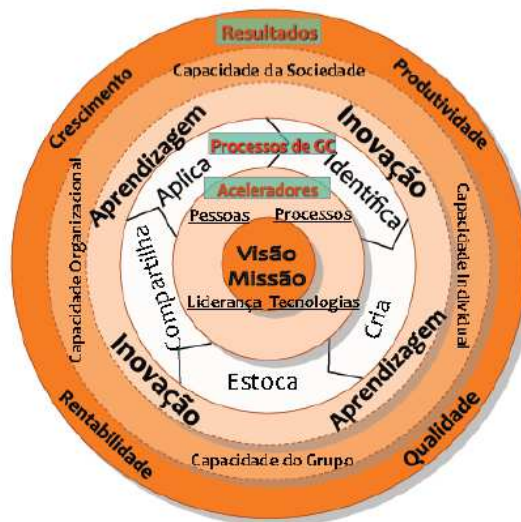 Resultados
Capacidade da Sociedade
Crescimento
Produtividade
Aprendizagem
Inovação
Processos de GC
Aplica
Identifica
Aceleradores
Pessoas
Processos
Capacidade Organizacional
Capacidade Individual
Visão
Missão
Compartilha
Liderança
Tecnologias
Cria
Inovação
Estoca
Aprendizagem
Rentabilidade
Capacidade do Grupo
Qualidade